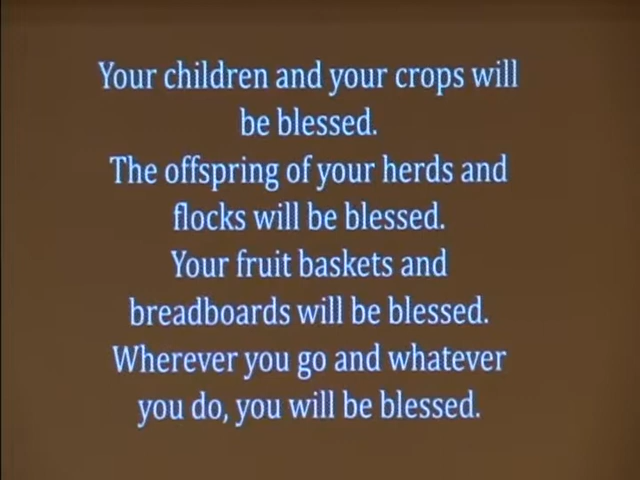 Your children and your crops will
be blessed.
The offspring of your herds and
flocks will be blessed.
Your fruit baskets and
breadboards will be blessed.
Wherever you go and whatever
you do, you will be blessed.